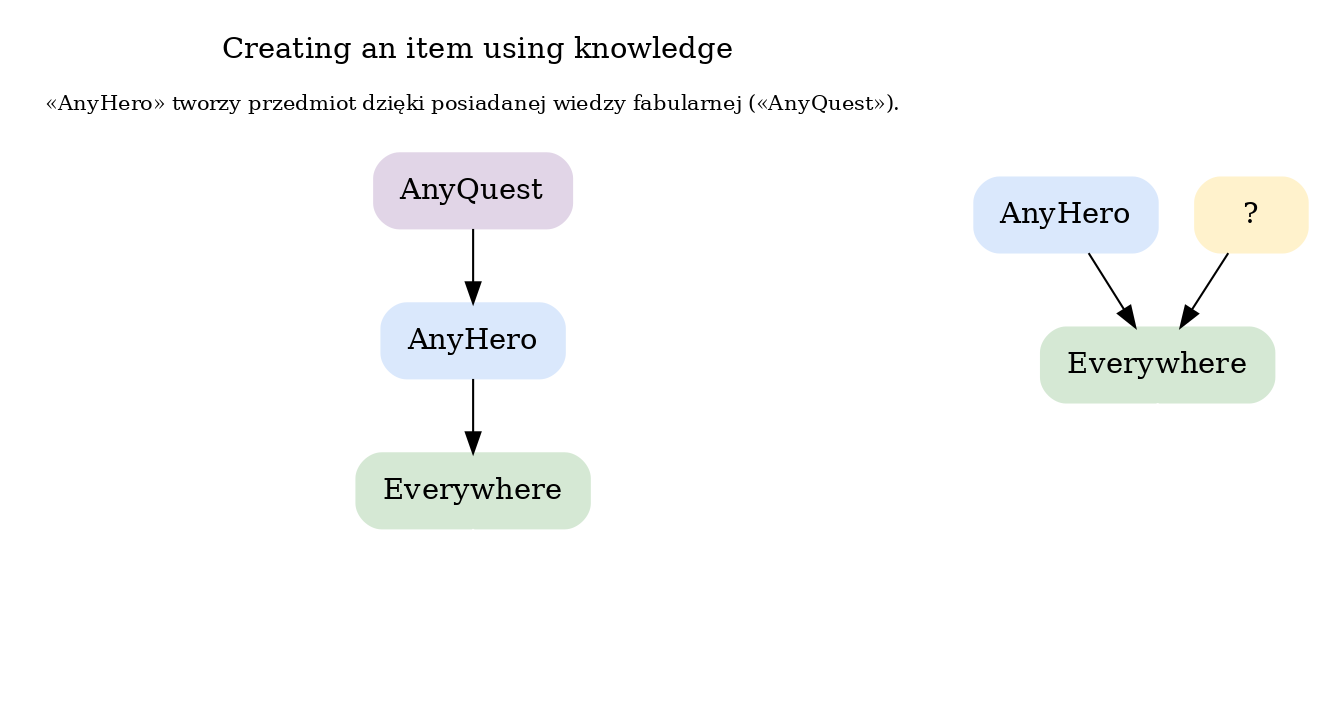 Creating an item using knowledge
«AnyHero» tworzy przedmiot dzięki posiadanej wiedzy fabularnej («AnyQuest»).
AnyQuest
AnyHero
Everywhere
AnyHero
?
Everywhere